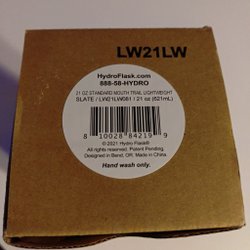 LW21LW
HydroFlask.com
888-58-HYDRO
21 OZ STANDARD MOUTH TRAIL LIGHTWEIGHT
SLATE / LW21LW081 / 21 oz (621mL)
8 10028 84219 9
© 2021 Hydro Flask®
All rights reserved. Patent Pending.
Designed in Bend, OR. Made in China.
Hand wash only.